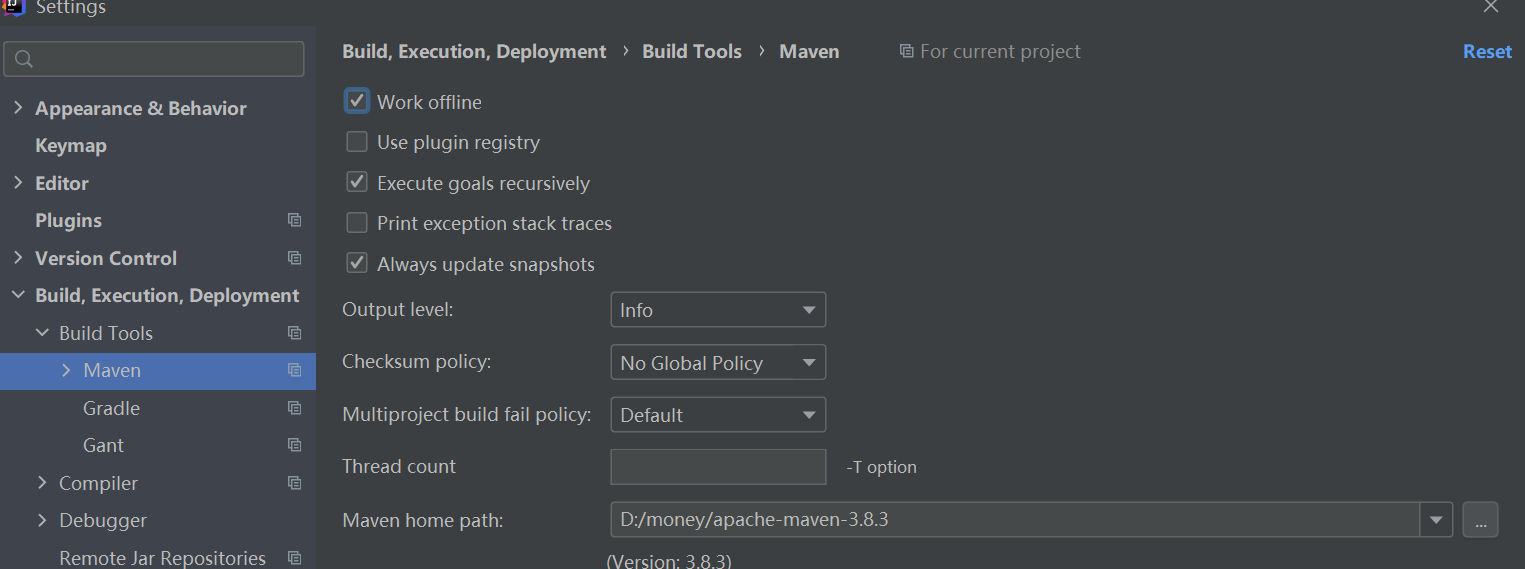 Settings
Build, Execution, Deployment › Build Tools › Maven For current project Reset
Appearance & Behavior
Keymap
Editor
Plugins
Version Control
Build, Execution, Deployment
Build Tools
Maven
Gradle
Gant
Compiler
Debugger
Remote Jar Repositories
Work offline
Use plugin registry
Execute goals recursively
Print exception stack traces
Always update snapshots
Output level: Info
Checksum policy: No Global Policy
Multiproject build fail policy: Default
Thread count -T option
Maven home path: D:/money/apache-maven-3.8.3 ...
(Version: 3.8.3)